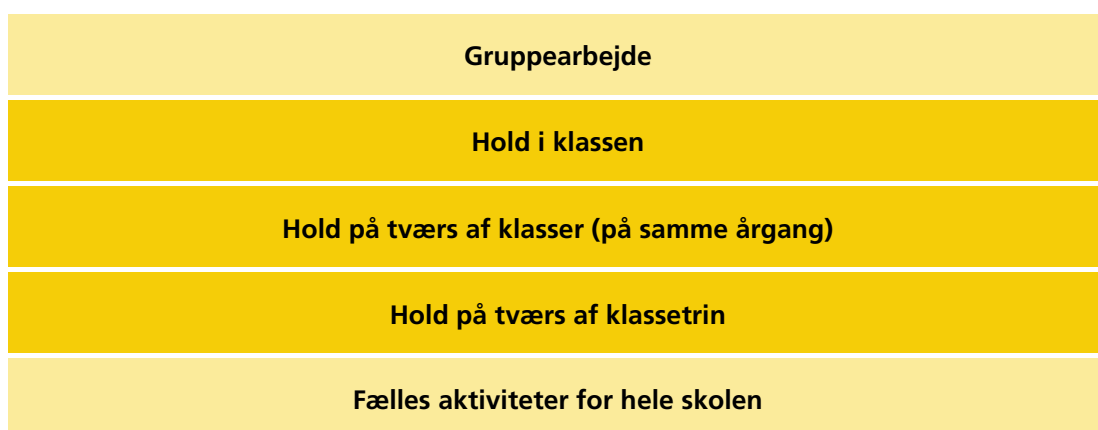 Gruppearbejde
Hold i klassen
Hold på tværs af klasser (på samme årgang)
Hold på tværs af klassetrin
Fælles aktiviteter for hele skolen